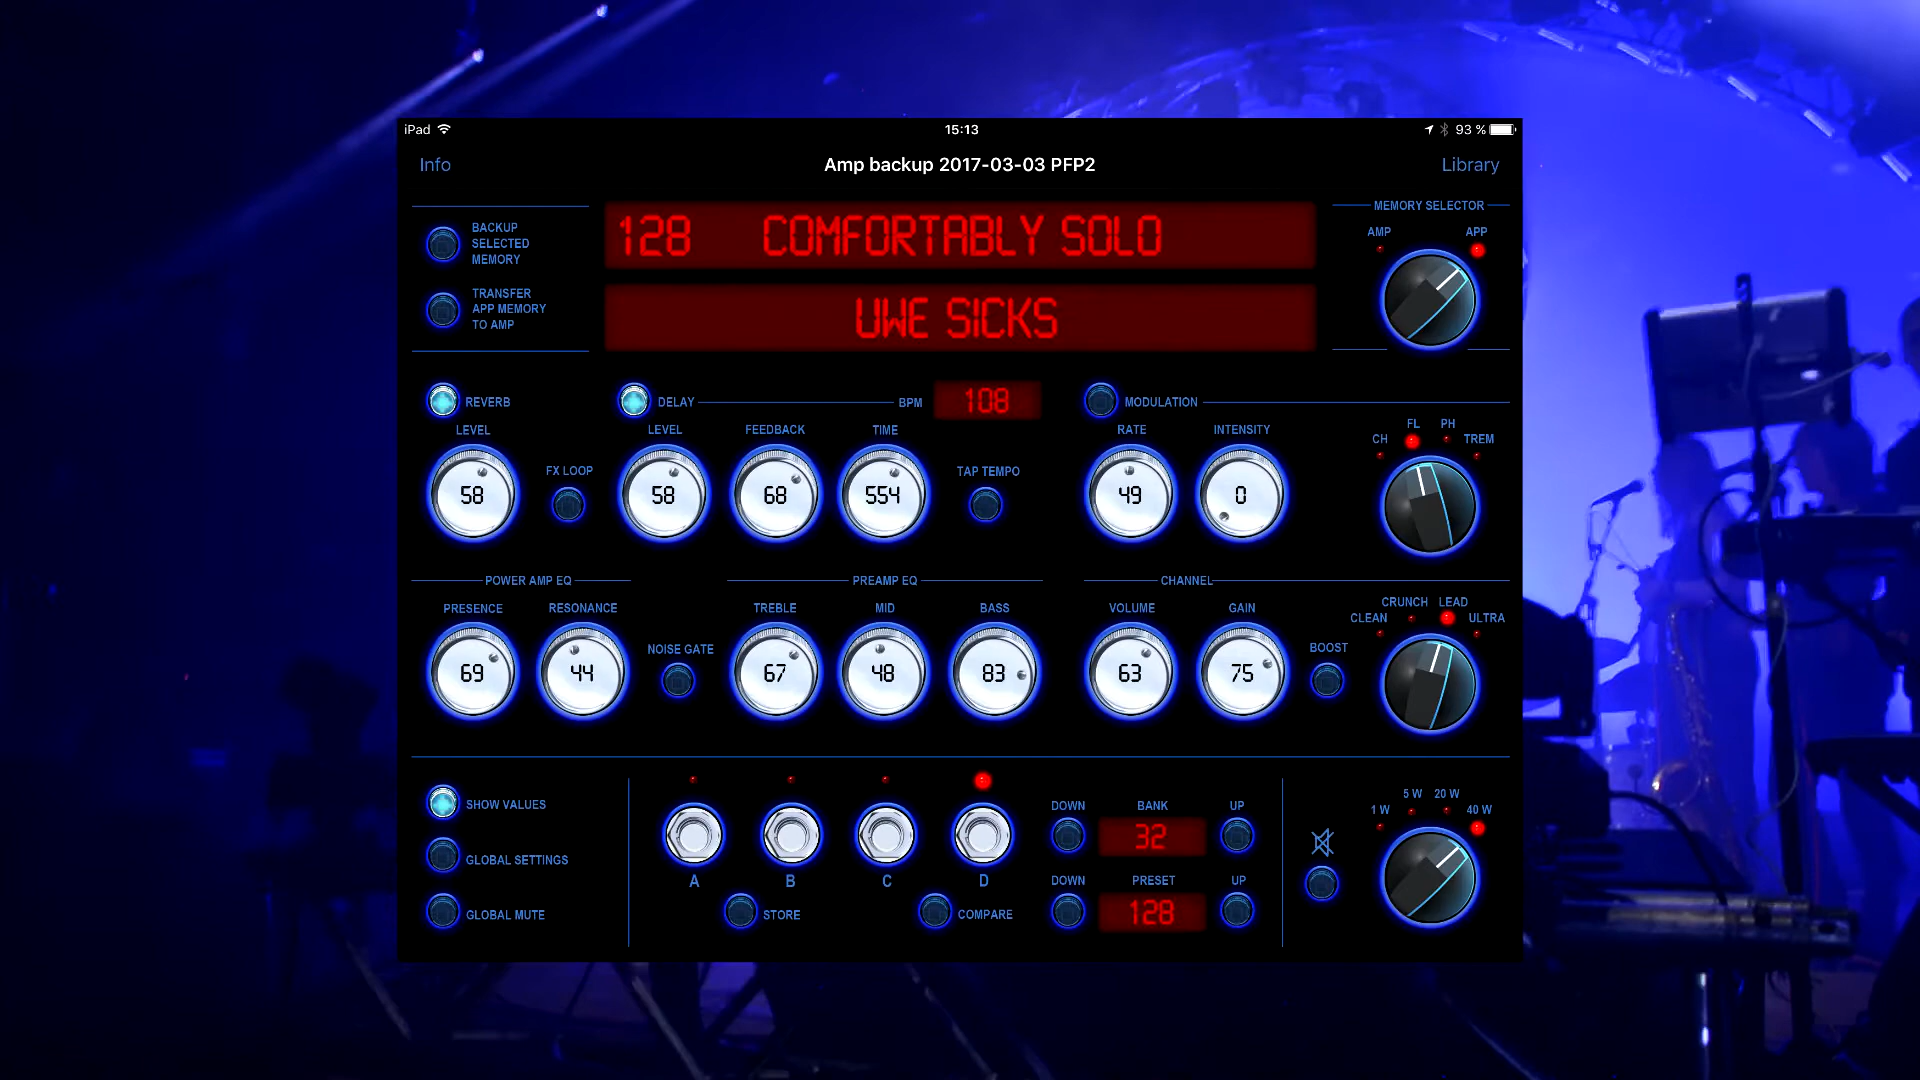 iPad 15:13 93 %
Info Amp backup 2017-03-03 PFP2 Library
BACKUP
SELECTED
MEMORY
TRANSFER
APP MEMORY
TO AMP
128 COMFORTABLY SOLO
UWE SICKS
MEMORY SELECTOR
AMP APP
REVERB DELAY BPM 108 MODULATION
LEVEL LEVEL FEEDBACK TIME RATE INTENSITY
CH FL PH TREM
FX LOOP TAP TEMPO
58 58 68 554 49 0
POWER AMP EQ PREAMP EQ CHANNEL
PRESENCE RESONANCE TREBLE MID BASS VOLUME GAIN
CLEAN CRUNCH LEAD ULTRA
NOISE GATE BOOST
69 44 67 48 83 63 75
SHOW VALUES
GLOBAL SETTINGS
GLOBAL MUTE
A B C D
STORE COMPARE
DOWN BANK UP
32
DOWN PRESET UP
128
1 W 5 W 20 W 40 W